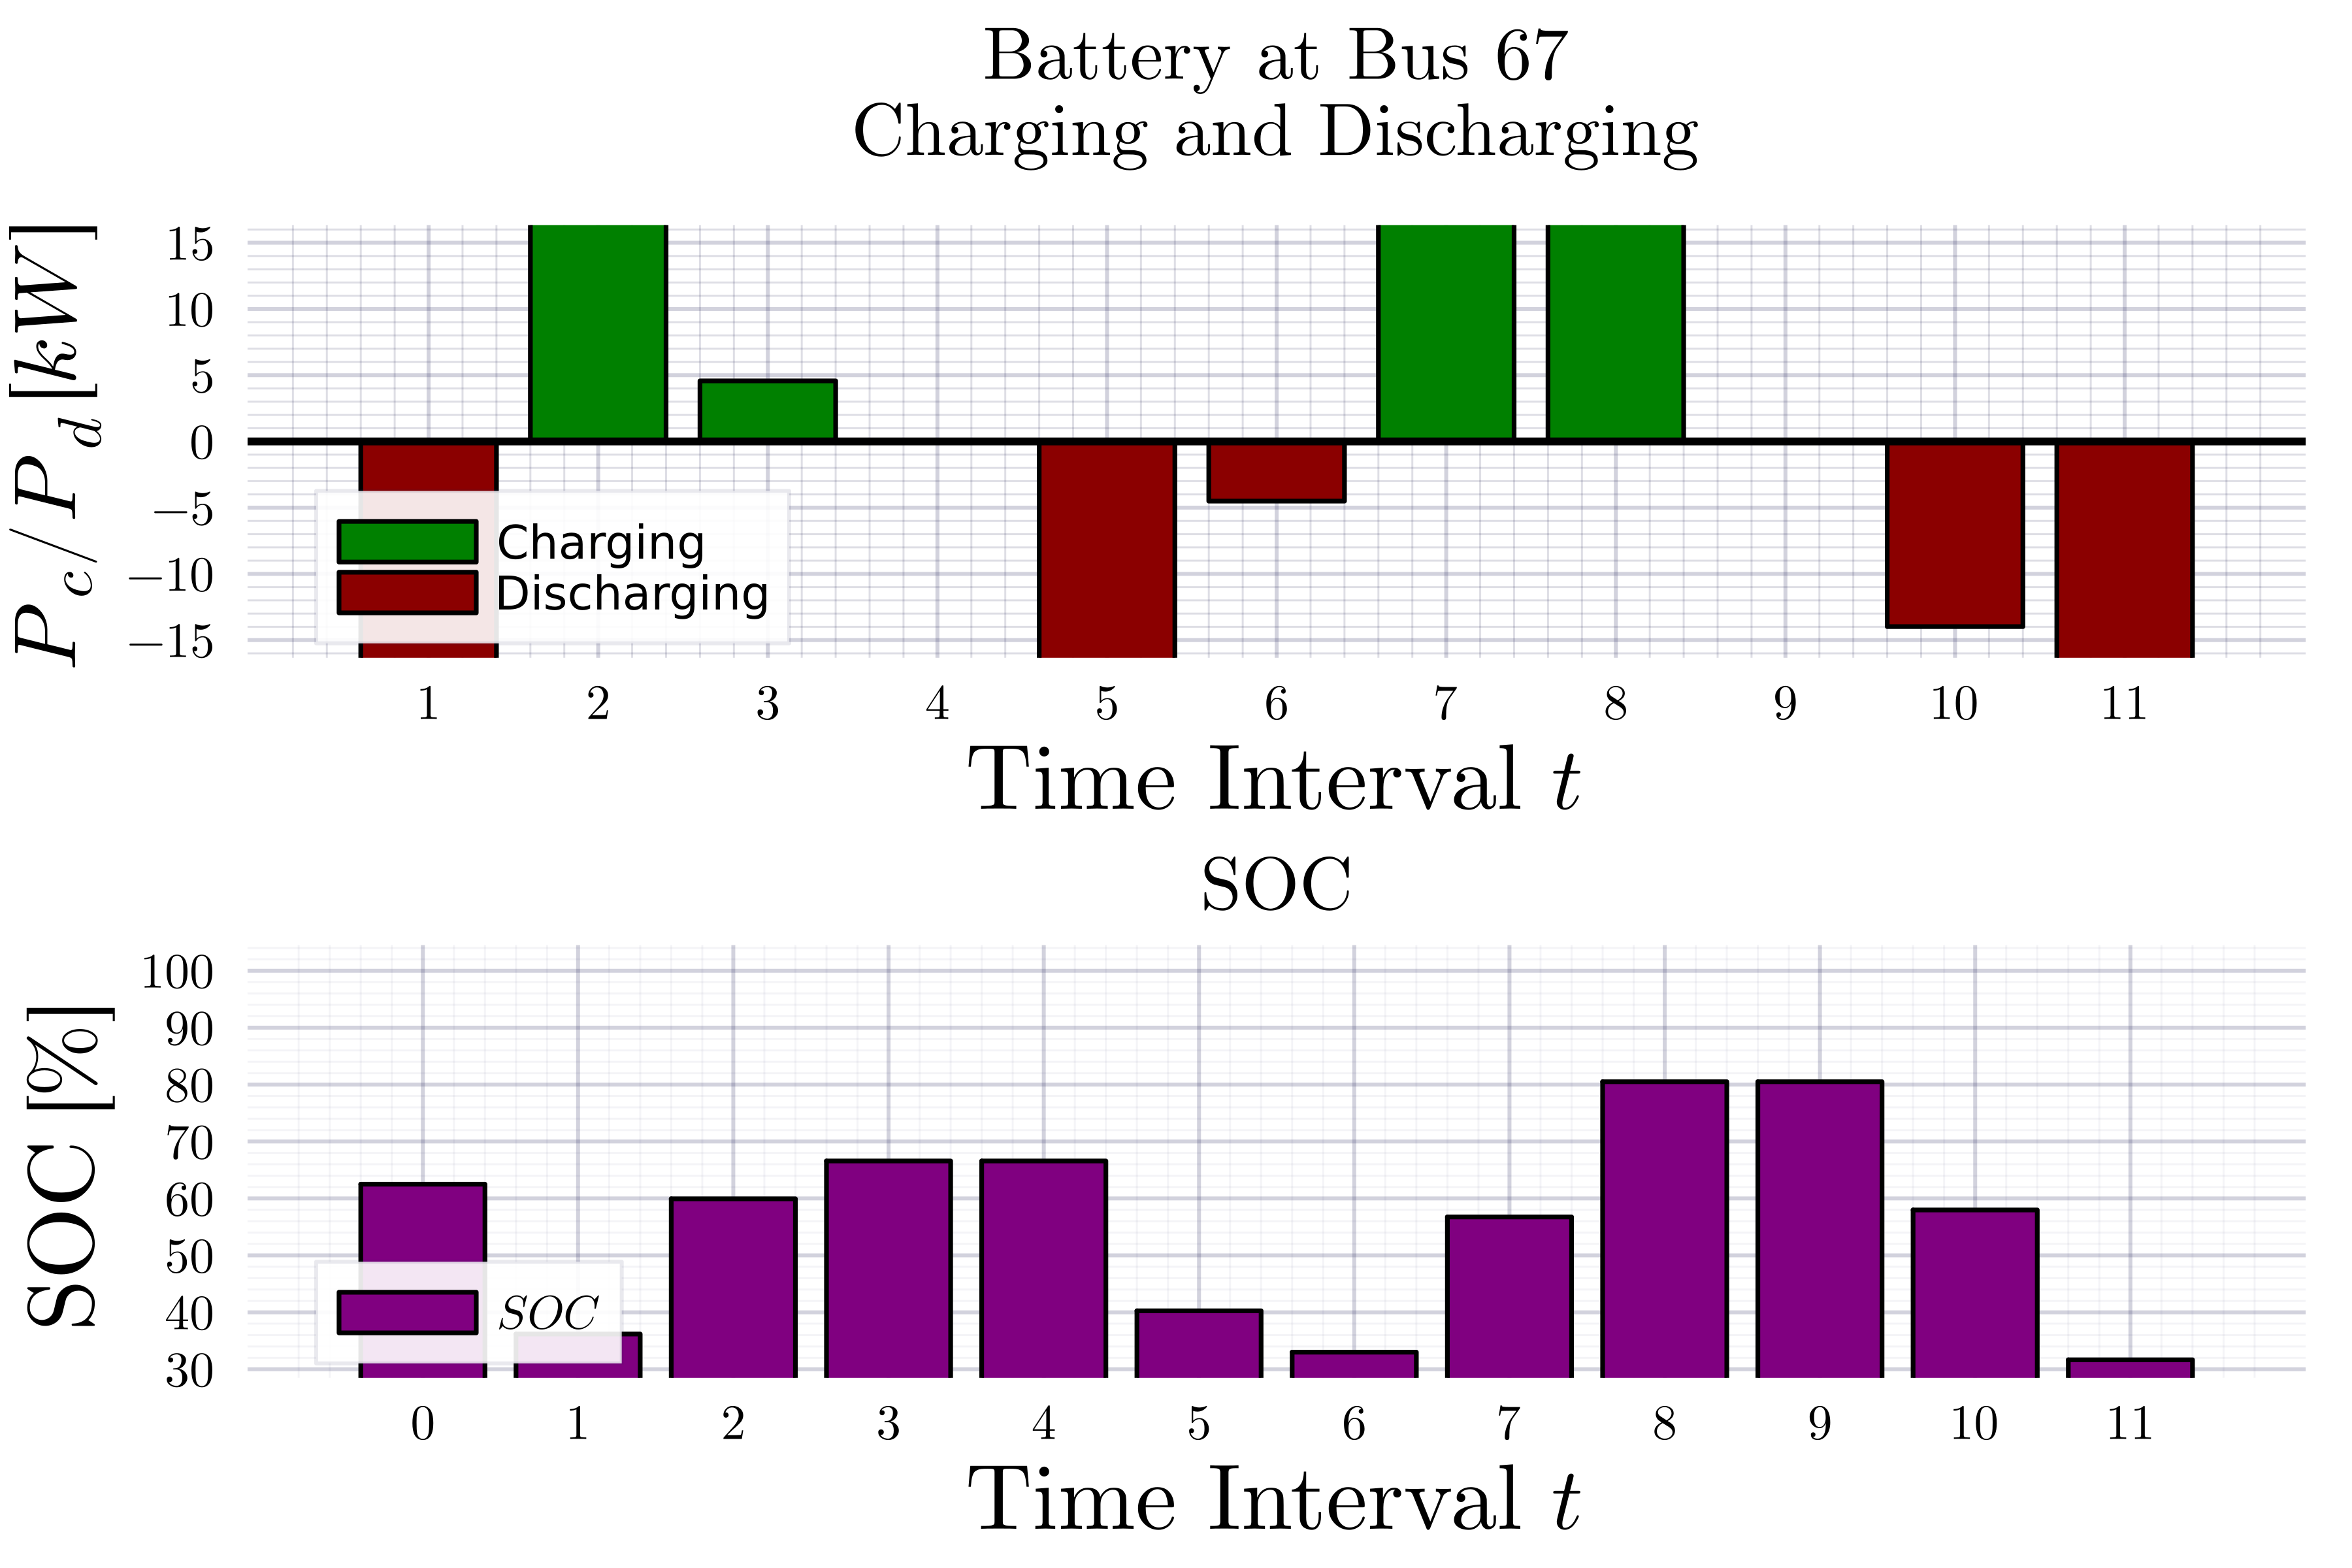 Battery at Bus 67
Charging and Discharging
P_c/P_d [kW]
15
10
5
0
−5
−10
−15
Charging
Discharging
1 2 3 4 5 6 7 8 9 10 11
Time Interval t
SOC
SOC [%]
100
90
80
70
60
50
40
30
SOC
0 1 2 3 4 5 6 7 8 9 10 11
Time Interval t